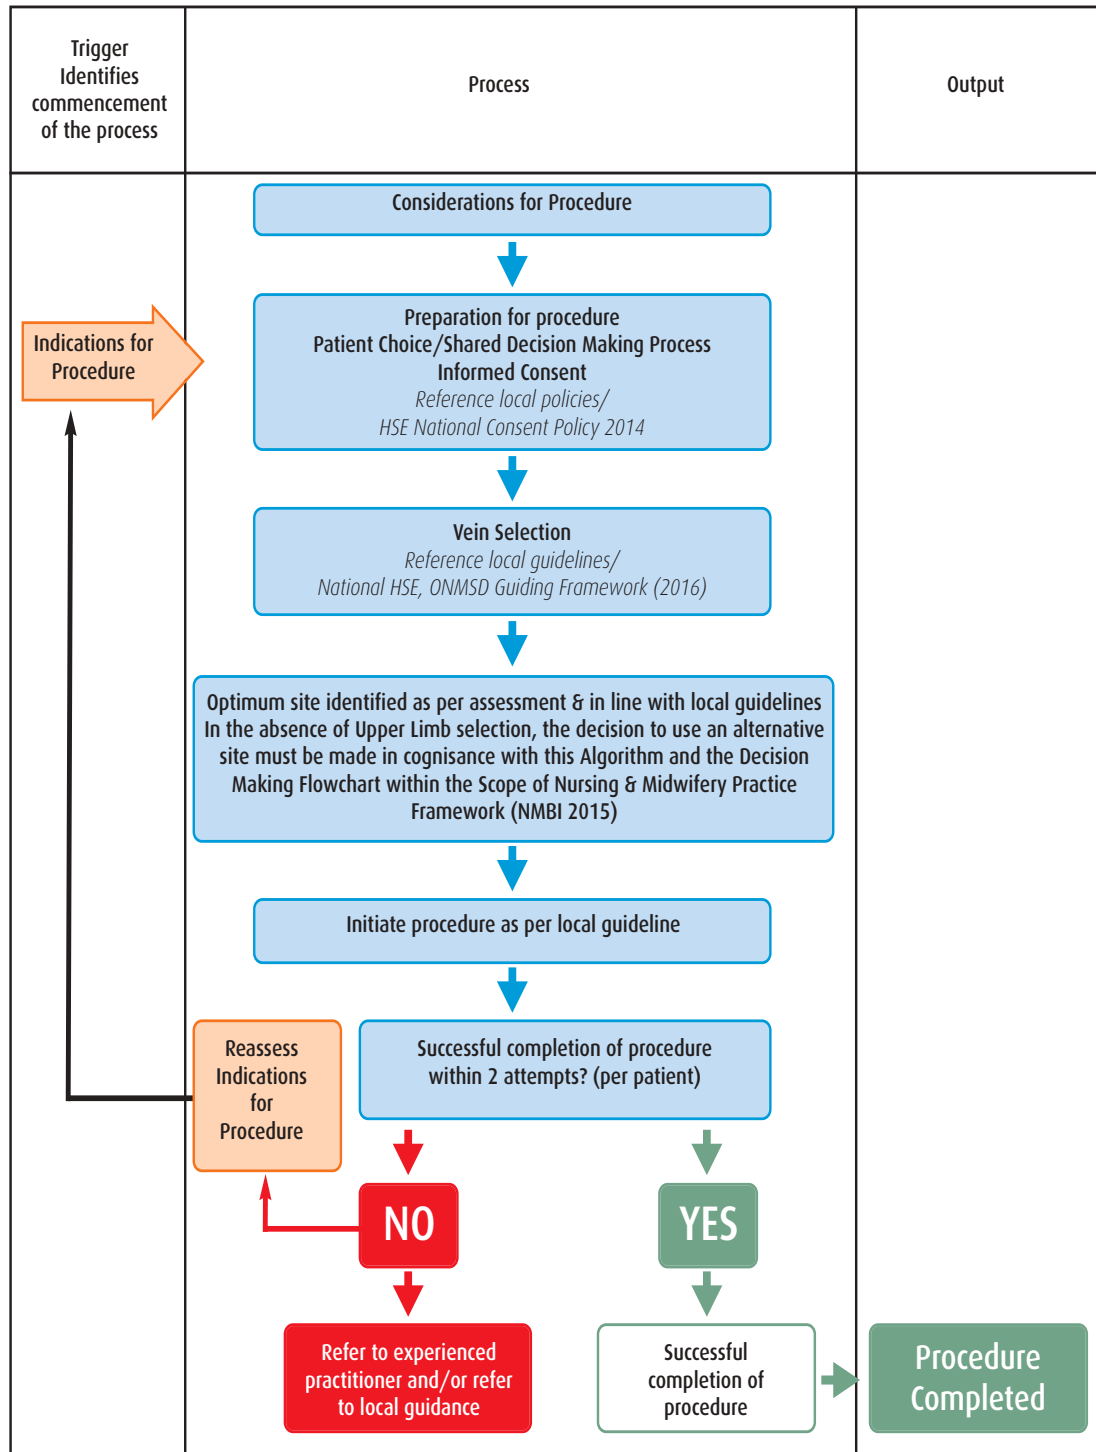 Trigger
Identifies
commencement
of the process
Process
Output
Considerations for Procedure
Indications for
Procedure
Preparation for procedure
Patient Choice/Shared Decision Making Process
Informed Consent
Reference local policies/
HSE National Consent Policy 2014
Vein Selection
Reference local guidelines/
National HSE, ONMSD Guiding Framework (2016)
Optimum site identified as per assessment & in line with local guidelines
In the absence of Upper Limb selection, the decision to use an alternative
site must be made in cognisance with this Algorithm and the Decision
Making Flowchart within the Scope of Nursing & Midwifery Practice
Framework (NMBI 2015)
Initiate procedure as per local guideline
Reassess
Indications
for
Procedure
Successful completion of procedure
within 2 attempts? (per patient)
NO
YES
Refer to experienced
practitioner and/or refer
to local guidance
Successful
completion of
procedure
Procedure
Completed